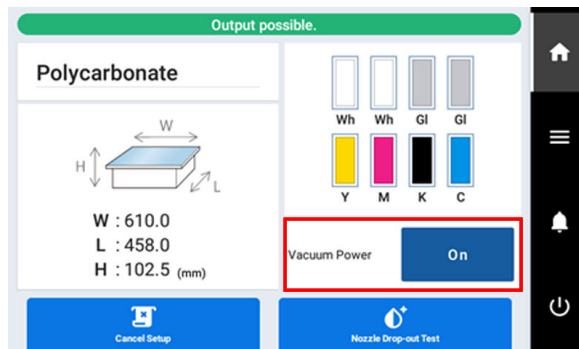 Output possible.
Polycarbonate
W
H
L
W : 610.0
L : 458.0
H : 102.5 (mm)
Wh Wh Gl Gl
Y M K C
Vacuum Power On
Cancel Setup
Nozzle Drop-out Test